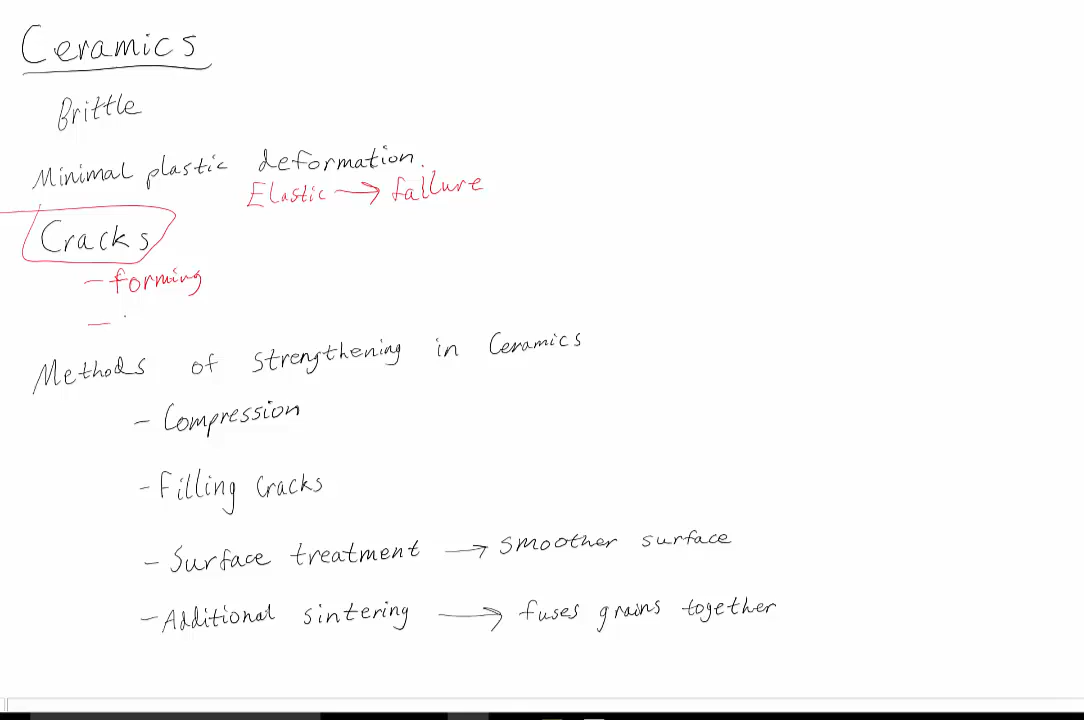 Ceramics
Brittle
Minimal plastic deformation.
Elastic → failure
Cracks
- forming
-
Methods of strengthening in Ceramics
- Compression
- Filling cracks
- Surface treatment → smoother surface
- Additional sintering → fuses grains together